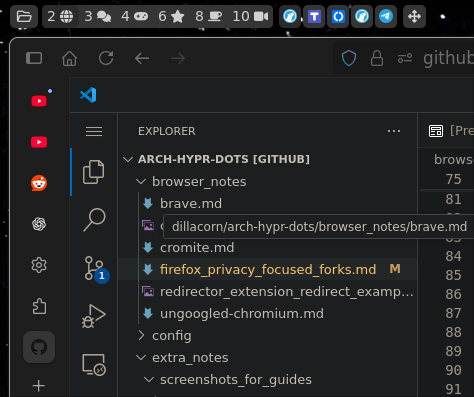 2 3 4 6 8 10
github
EXPLORER
[Pre
ARCH-HYPR-DOTS [GITHUB]
brows
browser_notes
75
brave.md
81
dillacorn/arch-hypr-dots/browser_notes/brave.md
cromite.md
83
84
firefox_privacy_focused_forks.md M
85
redirector_extension_redirect_examp...
86
ungoogled-chromium.md
87
config
88
extra_notes
89
screenshots_for_guides
90
91
1